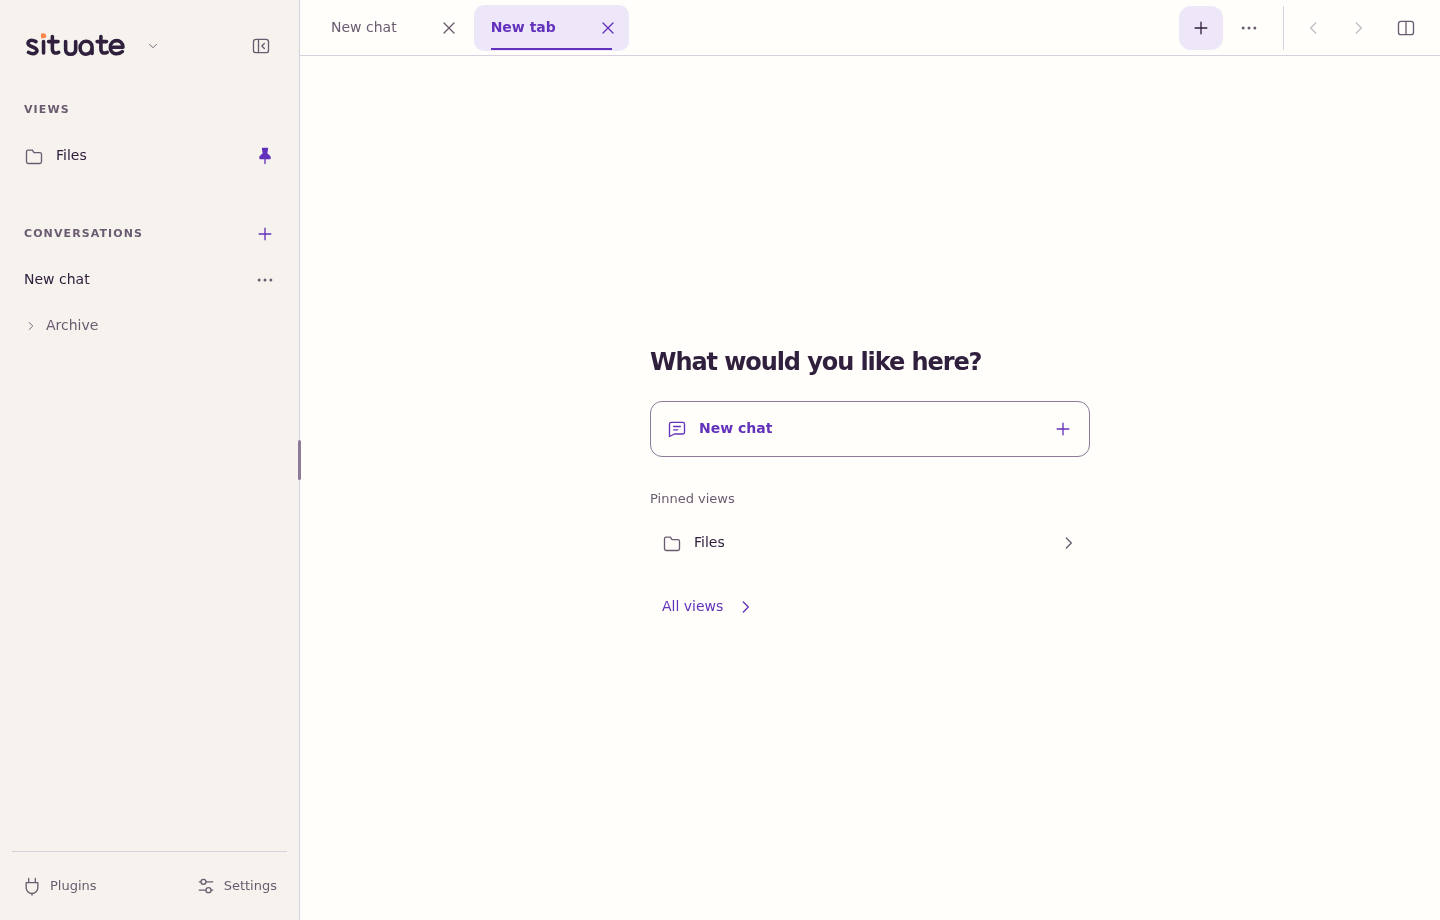 situate
VIEWS
Files
CONVERSATIONS
New chat
Archive
Plugins
Settings
New chat
New tab
What would you like here?
New chat
Pinned views
Files
All views